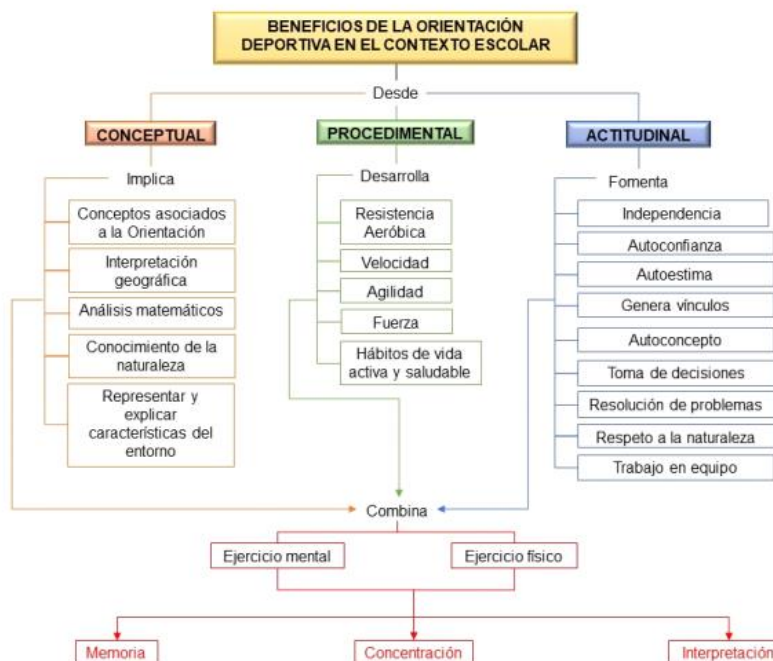 BENEFICIOS DE LA ORIENTACIÓN
DEPORTIVA EN EL CONTEXTO ESCOLAR
Desde
CONCEPTUAL
PROCEDIMENTAL
ACTITUDINAL
Implica
Conceptos asociados
a la Orientación
Interpretación
geográfica
Análisis matemáticos
Conocimiento de la
naturaleza
Representar y
explicar
características del
entorno
Desarrolla
Resistencia
Aeróbica
Velocidad
Agilidad
Fuerza
Hábitos de vida
activa y saludable
Fomenta
Independencia
Autoconfianza
Autoestima
Genera vínculos
Autoconcepto
Toma de decisiones
Resolución de problemas
Respeto a la naturaleza
Trabajo en equipo
Combina
Ejercicio mental
Ejercicio físico
Memoria
Concentración
Interpretación